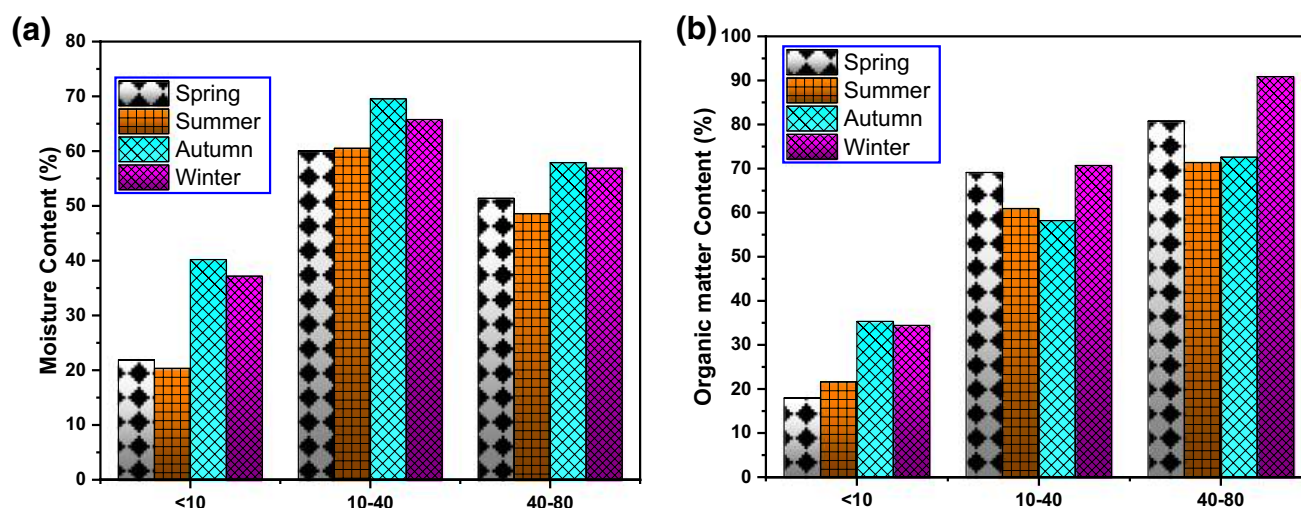 (a)
Moisture Content (%)
80
70
60
50
40
30
20
10
0
Spring
Summer
Autumn
Winter
<10 10-40 40-80
(b)
Organic matter Content (%)
100
90
80
70
60
50
40
30
20
10
0
Spring
Summer
Autumn
Winter
<10 10-40 40-80